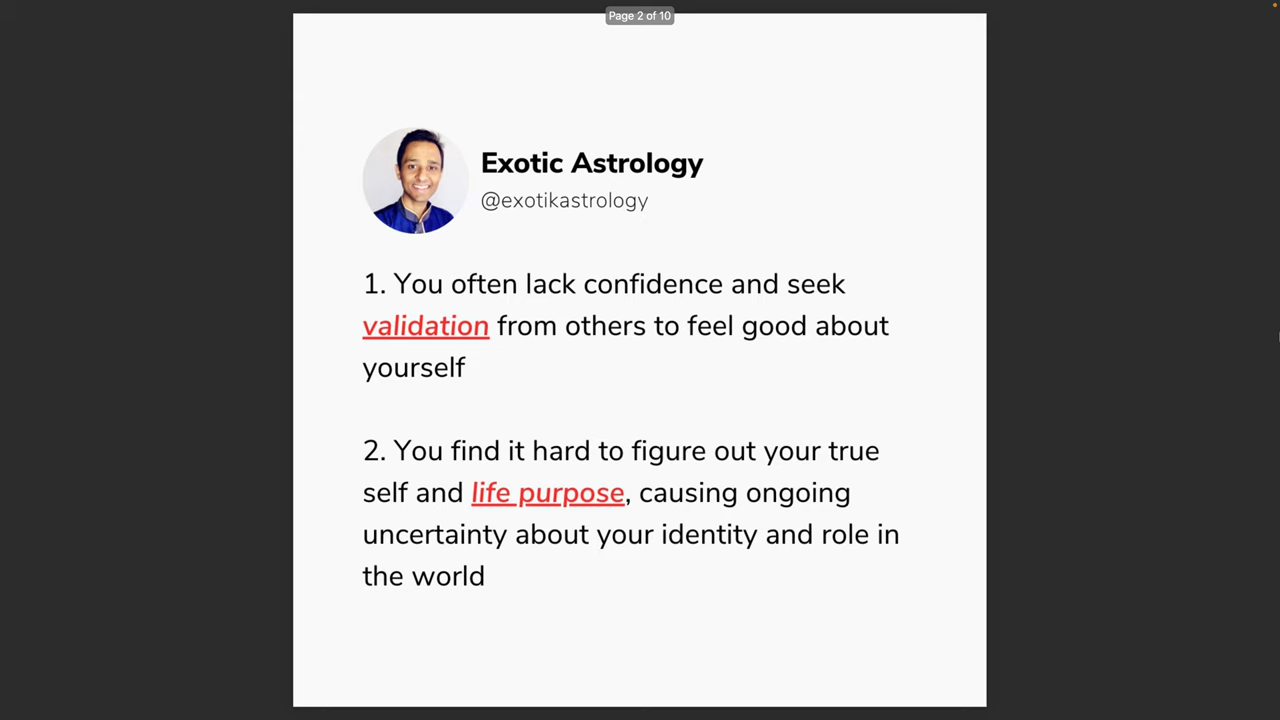 Page 2 of 10
Exotic Astrology
@exotikastrology
1. You often lack confidence and seek
validation from others to feel good about
yourself
2. You find it hard to figure out your true
self and life purpose, causing ongoing
uncertainty about your identity and role in
the world